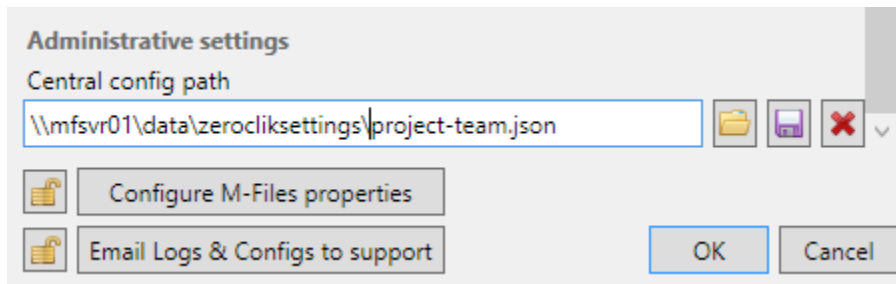 Administrative settings
Central config path
\\mfsvr01\data\zerocliksettings\project-team.json
Configure M-Files properties
Email Logs & Configs to support
OK
Cancel